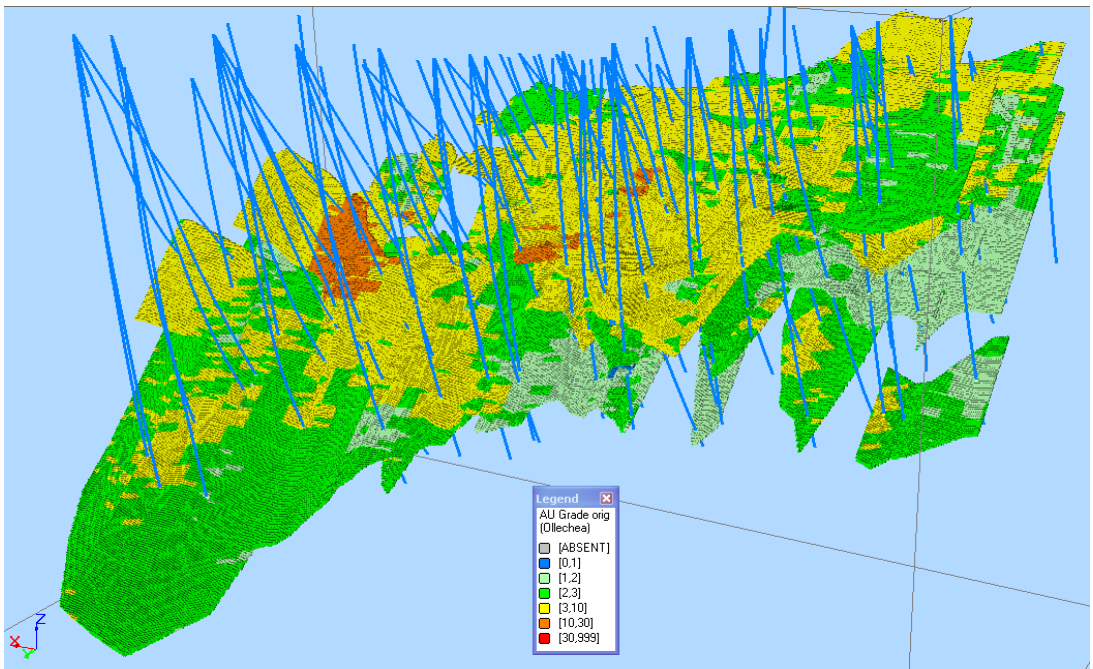 Legend
AU Grade orig
(Ollechea)
[ABSENT]
[0,1]
[1,2]
[2,3]
[3,10]
[10,30]
[30,999]
Z
X
Y